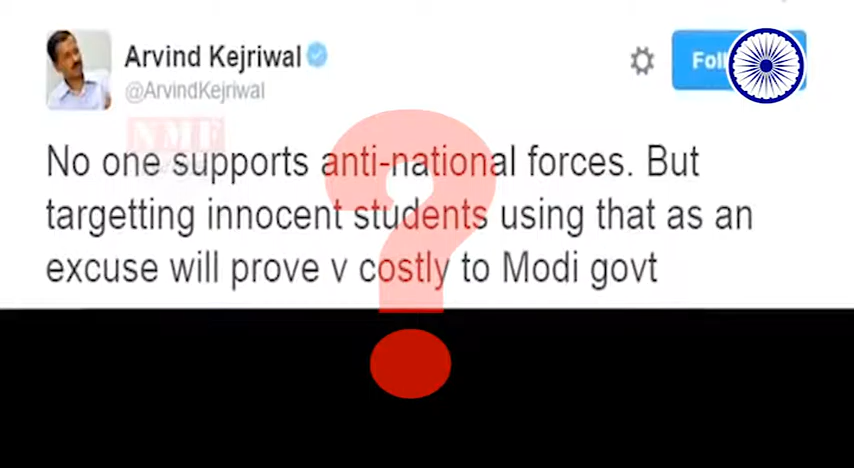 Arvind Kejriwal
@ArvindKejriwal
Foll
NMF
No one supports anti-national forces. But
targetting innocent students using that as an
excuse will prove v costly to Modi govt
?